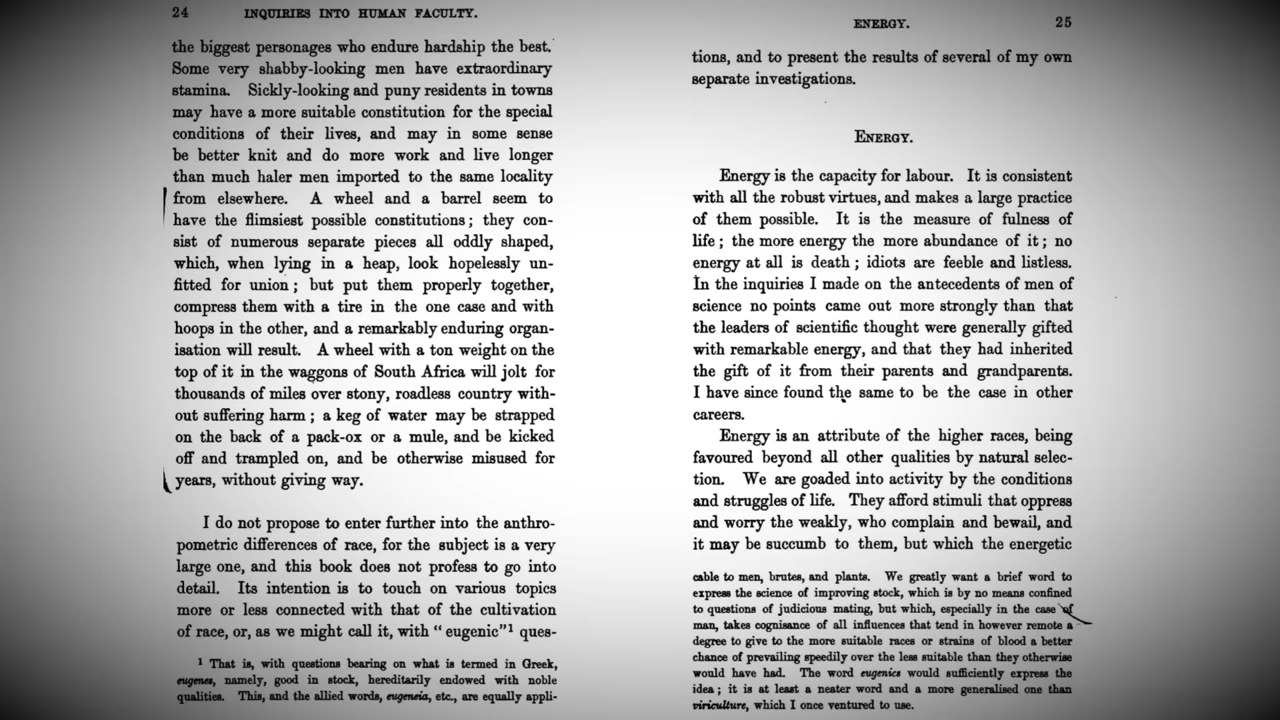 24 INQUIRIES INTO HUMAN FACULTY.
the biggest personages who endure hardship the best.
Some very shabby-looking men have extraordinary
stamina. Sickly-looking and puny residents in towns
may have a more suitable constitution for the special
conditions of their lives, and may in some sense
be better knit and do more work and live longer
than much haler men imported to the same locality
from elsewhere. A wheel and a barrel seem to
have the flimsiest possible constitutions; they con-
sist of numerous separate pieces all oddly shaped,
which, when lying in a heap, look hopelessly un-
fitted for union; but put them properly together,
compress them with a tire in the one case and with
hoops in the other, and a remarkably enduring organ-
isation will result. A wheel with a ton weight on the
top of it in the waggons of South Africa will jolt for
thousands of miles over stony, roadless country with-
out suffering harm; a keg of water may be strapped
on the back of a pack-ox or a mule, and be kicked
off and trampled on, and be otherwise misused for
years, without giving way.
I do not propose to enter further into the anthro-
pometric differences of race, for the subject is a very
large one, and this book does not profess to go into
detail. Its intention is to touch on various topics
more or less connected with that of the cultivation
of race, or, as we might call it, with "eugenic"¹ ques-
¹ That is, with questions bearing on what is termed in Greek,
eugenes, namely, good in stock, hereditarily endowed with noble
qualities. This, and the allied words, eugeneia, etc., are equally appli-
ENERGY. 25
tions, and to present the results of several of my own
separate investigations.
ENERGY.
Energy is the capacity for labour. It is consistent
with all the robust virtues, and makes a large practice
of them possible. It is the measure of fulness of
life; the more energy the more abundance of it; no
energy at all is death; idiots are feeble and listless.
In the inquiries I made on the antecedents of men of
science no points came out more strongly than that
the leaders of scientific thought were generally gifted
with remarkable energy, and that they had inherited
the gift of it from their parents and grandparents.
I have since found the same to be the case in other
careers.
Energy is an attribute of the higher races, being
favoured beyond all other qualities by natural selec-
tion. We are goaded into activity by the conditions
and struggles of life. They afford stimuli that oppress
and worry the weakly, who complain and bewail, and
it may be succumb to them, but which the energetic
cable to men, brutes, and plants. We greatly want a brief word to
express the science of improving stock, which is by no means confined
to questions of judicious mating, but which, especially in the case of
man, takes cognisance of all influences that tend in however remote a
degree to give to the more suitable races or strains of blood a better
chance of prevailing speedily over the less suitable than they otherwise
would have had. The word eugenics would sufficiently express the
idea; it is at least a neater word and a more generalised one than
viriculture, which I once ventured to use.